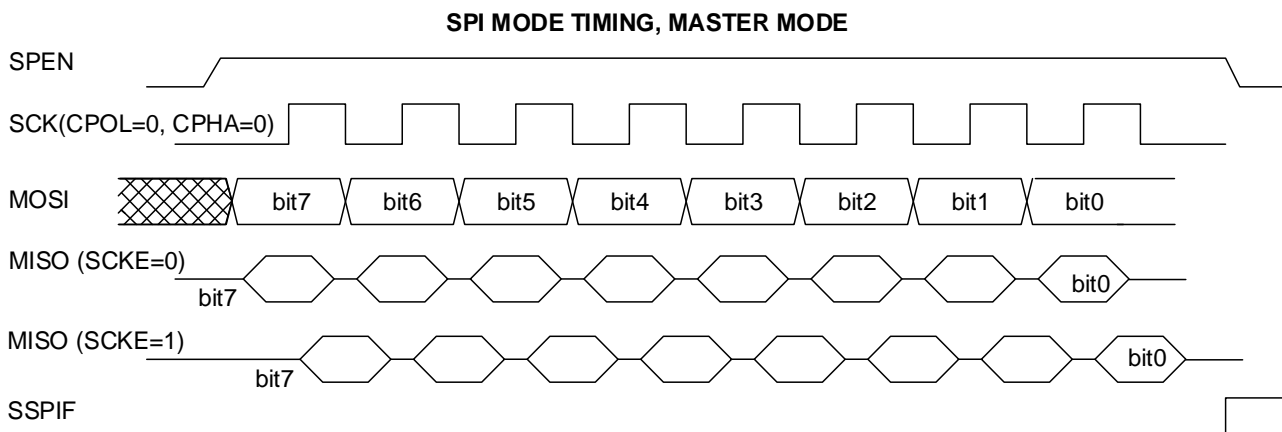 SPI MODE TIMING, MASTER MODE
SPEN
SCK(CPOL=0, CPHA=0)
MOSI bit7 bit6 bit5 bit4 bit3 bit2 bit1 bit0
MISO (SCKE=0)
bit7 bit0
MISO (SCKE=1)
bit7 bit0
SSPIF